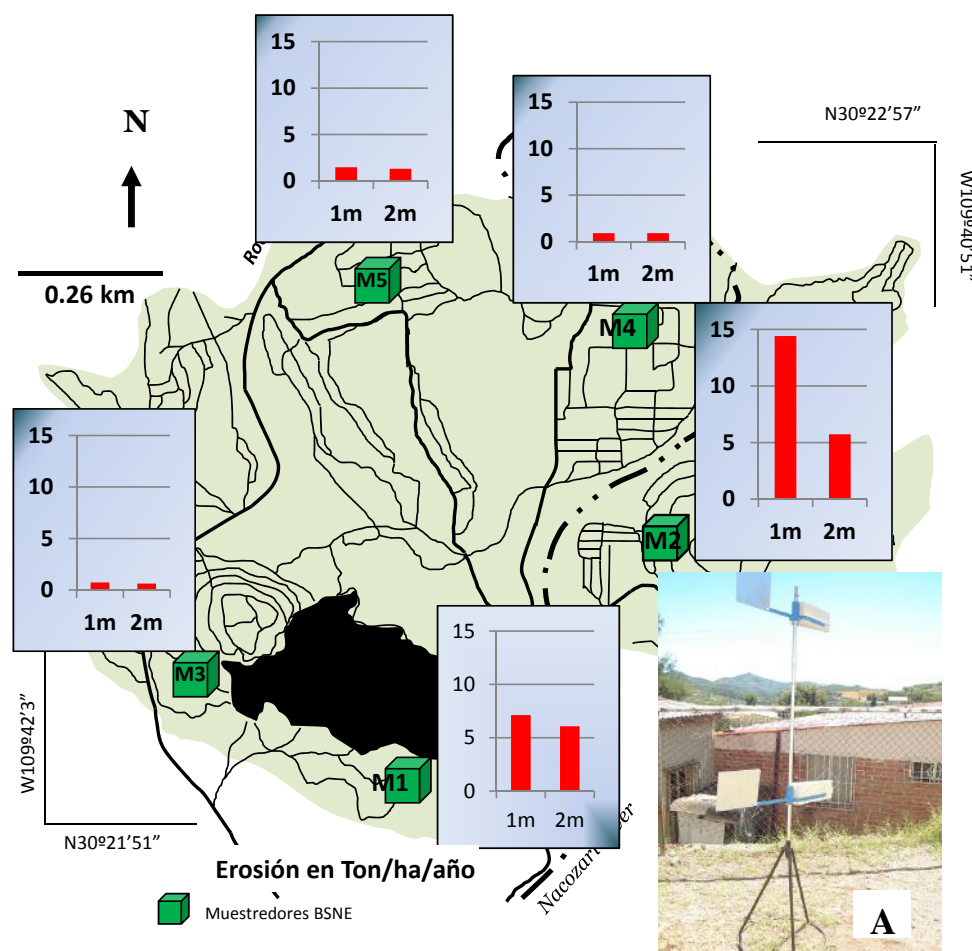 15
10
5
0
1m 2m
15
10
5
0
1m 2m
N
N30º22'57"
W109º40'51"
0.26 km
M5
M4
15
10
5
0
1m 2m
15
10
5
0
1m 2m
M2
M3
15
10
5
0
1m 2m
M1
W109º42'3"
N30º21'51"
Erosión en Ton/ha/año
Nacozari
Muestredores BSNE
A